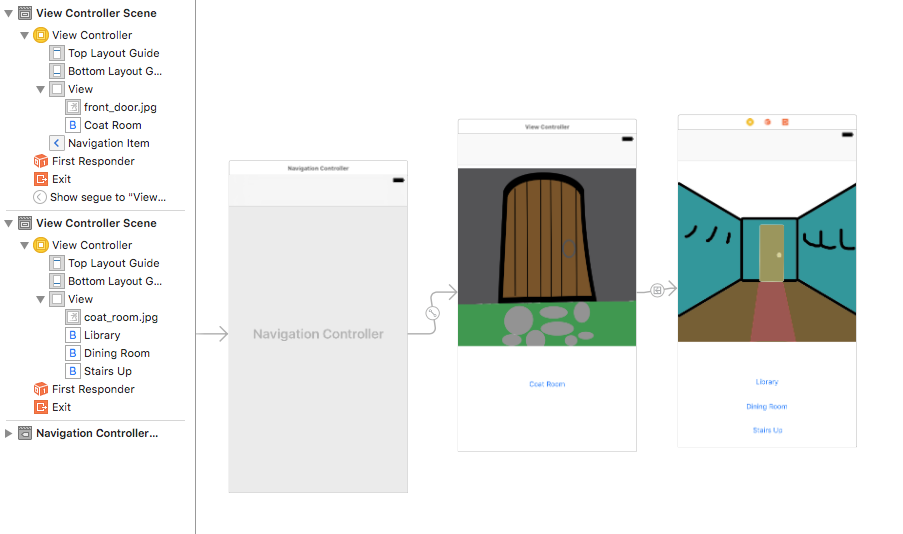 View Controller Scene
View Controller
Top Layout Guide
Bottom Layout G...
View
front_door.jpg
B Coat Room
Navigation Item
First Responder
Exit
Show segue to "View...
View Controller Scene
View Controller
Top Layout Guide
Bottom Layout G...
View
coat_room.jpg
B Library
B Dining Room
B Stairs Up
First Responder
Exit
Navigation Controller...
Navigation Controller
Navigation Controller
View Controller
Coat Room
Library
Dining Room
Stairs Up